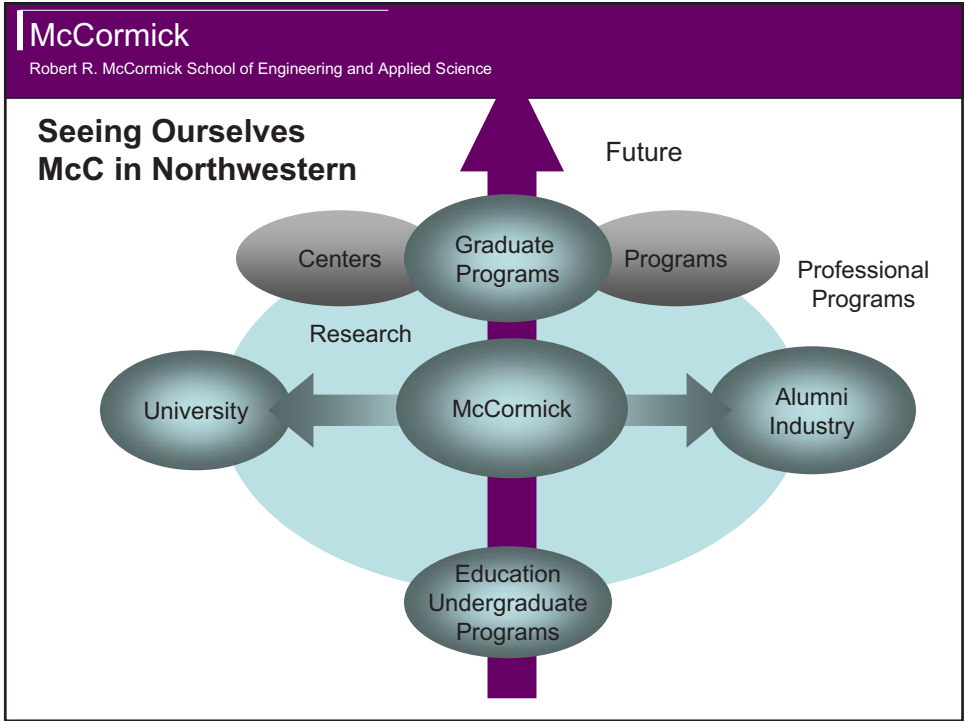 McCormick
Robert R. McCormick School of Engineering and Applied Science
Seeing Ourselves
McC in Northwestern
Future
Centers
Graduate
Programs
Programs
Professional
Programs
Research
University
McCormick
Alumni
Industry
Education
Undergraduate
Programs